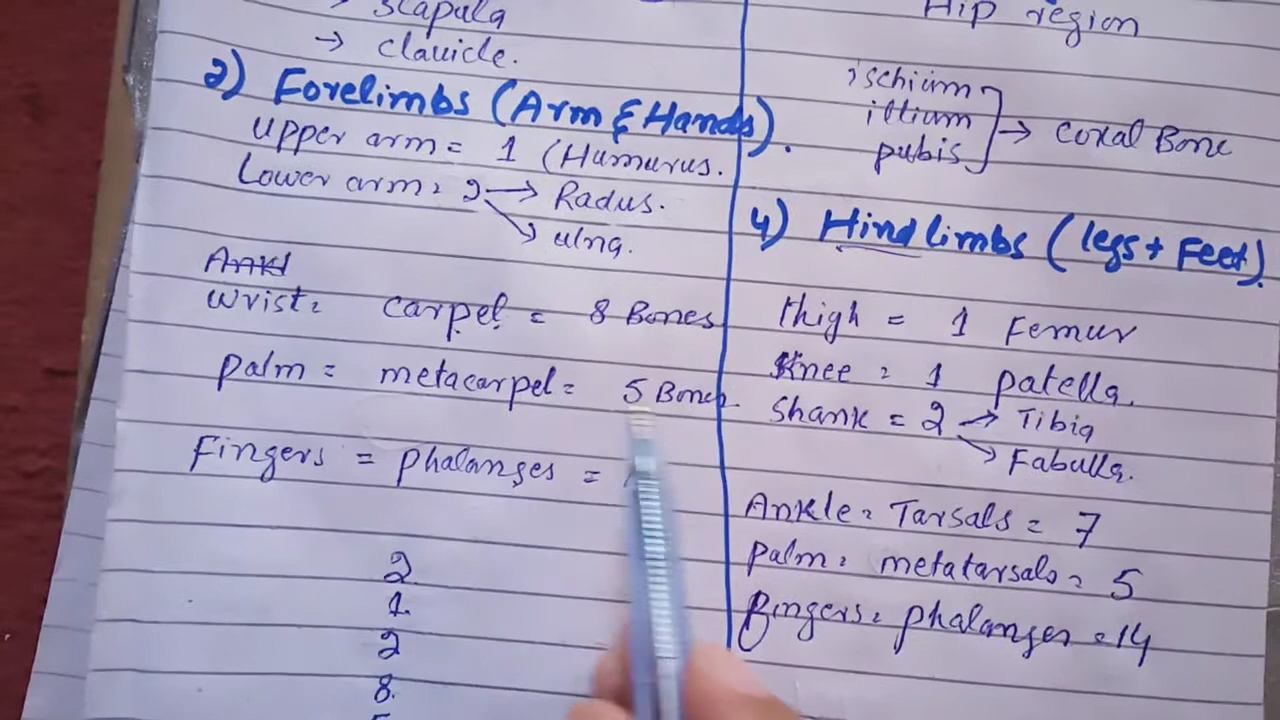 → scapula
→ clavicle.
2) Forelimbs (Arm & Hands).
upper arm = 1 (Humurus.
Lower arm = 2 → Radus.
→ ulna.
Ankl
wrist = carpel = 8 Bones
palm = metacarpel = 5 Bones
Fingers = phalanges =
2
1.
2
8.
Hip region
ischium
illium → coxal Bone
pubis
4) Hind limbs (legs + Feet).
thigh = 1 Femur
knee = 1 patella.
Shank = 2 → Tibia
→ Fabulla.
Ankle = Tarsals = 7
palm = metatarsals = 5
Fingers = phalanges = 14